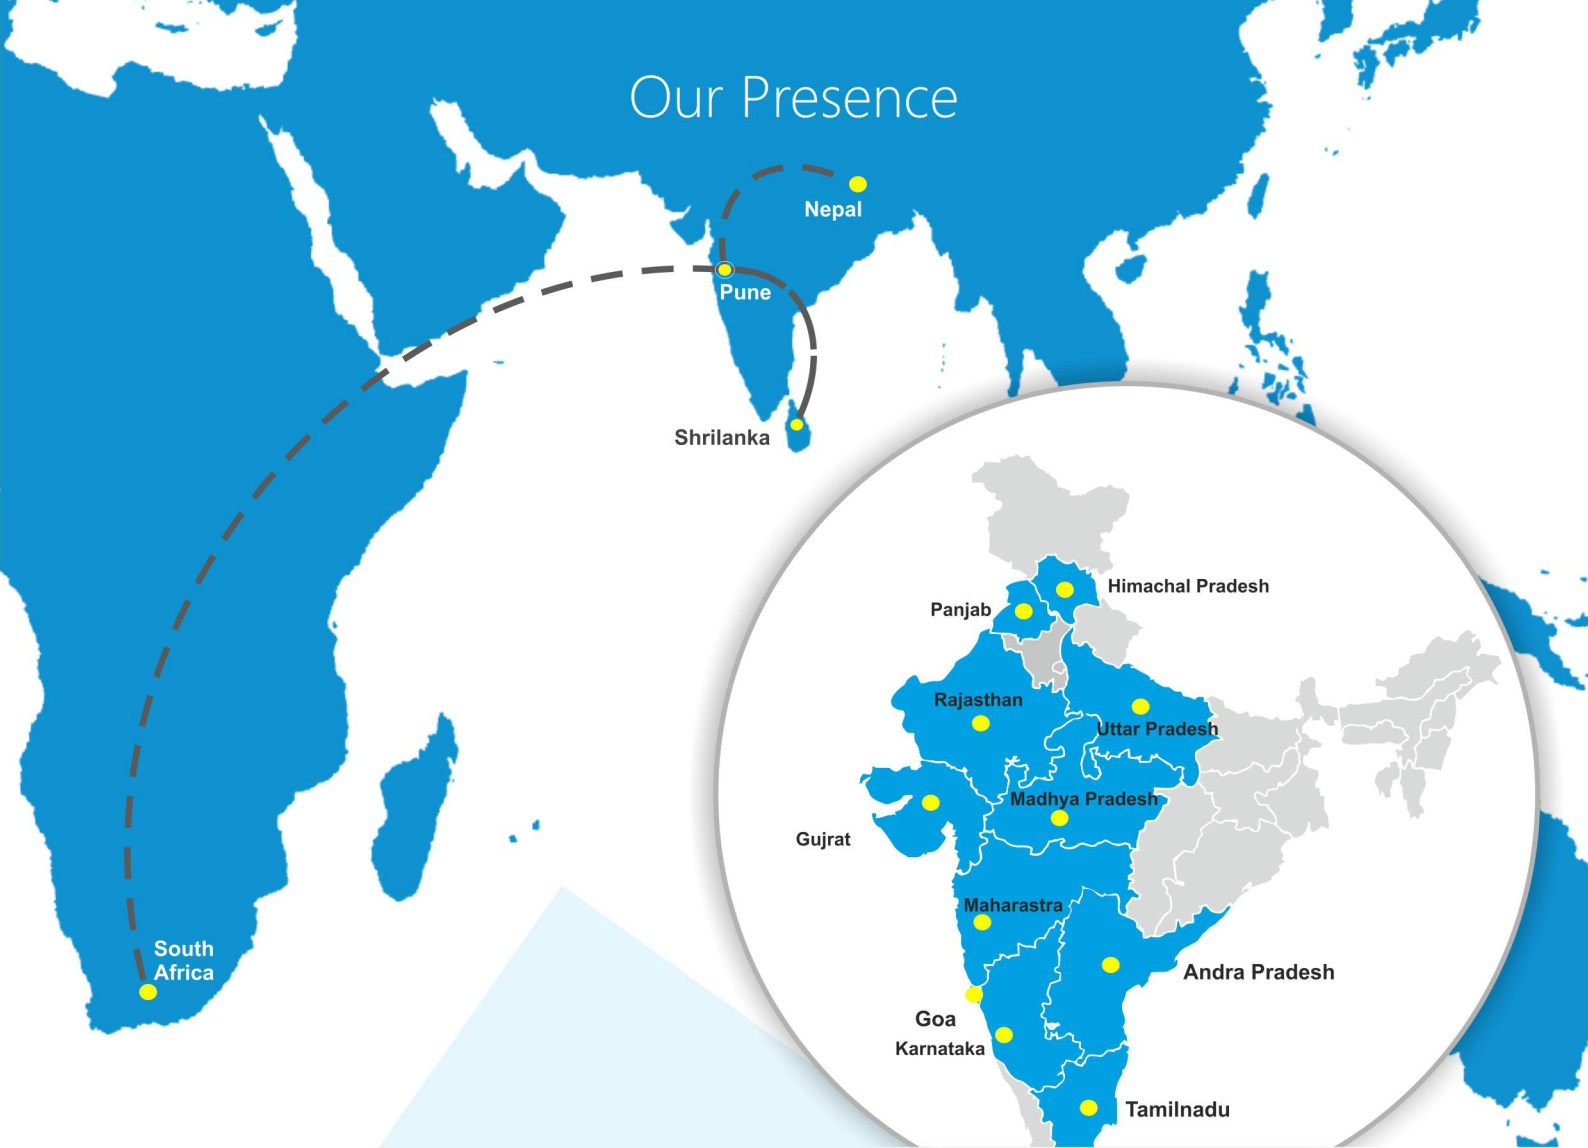 Our Presence
Nepal
Pune
Shrilanka
South
Africa
Himachal Pradesh
Panjab
Rajasthan
Uttar Pradesh
Madhya Pradesh
Gujrat
Maharastra
Andra Pradesh
Goa
Karnataka
Tamilnadu